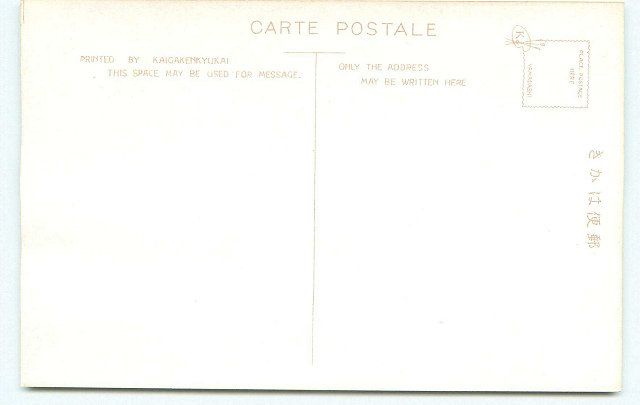 CARTE POSTALE
PRINTED BY KAIGAKENKYUKAI
THIS SPACE MAY BE USED FOR MESSAGE.
ONLY THE ADDRESS
MAY BE WRITTEN HERE
PLACE POSTAGE
HERE
きかは便郵